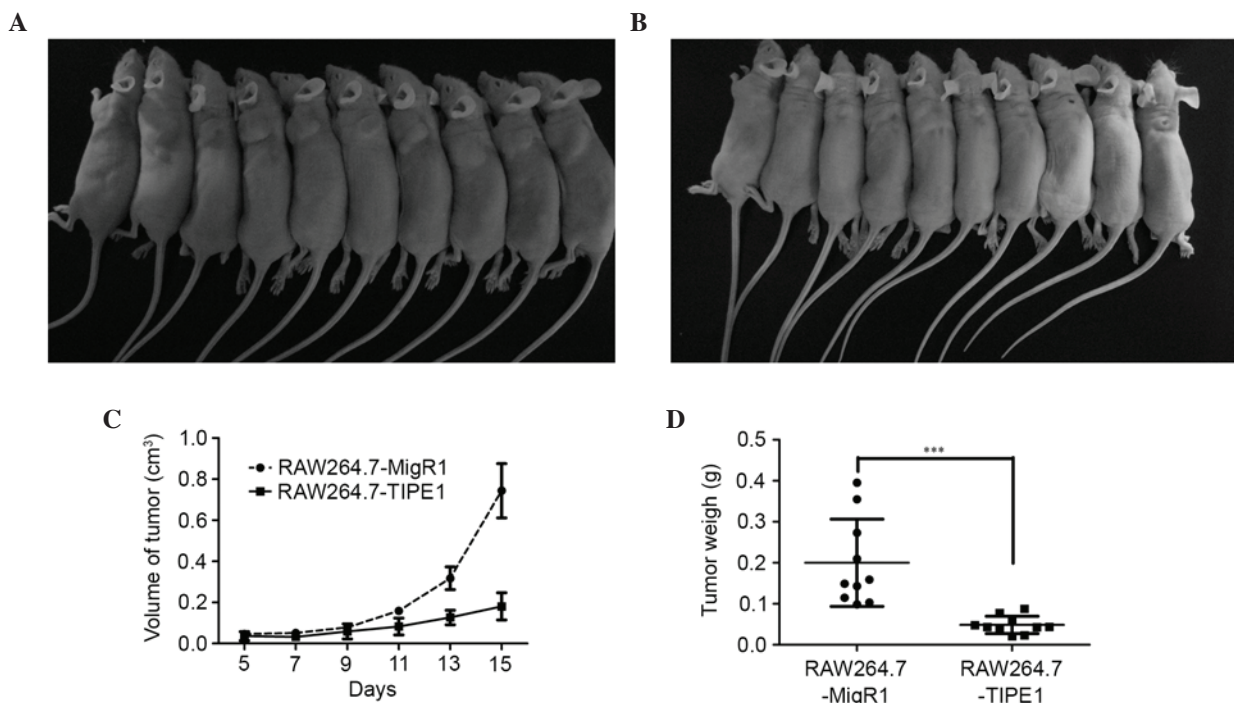 A
B
C
Volume of tumor (cm³)
1.0
0.8
0.6
0.4
0.2
0.0
RAW264.7-MigR1
RAW264.7-TIPE1
5 7 9 11 13 15
Days
D
Tumor weigh (g)
0.5
0.4
0.3
0.2
0.1
0.0
***
RAW264.7
-MigR1
RAW264.7
-TIPE1